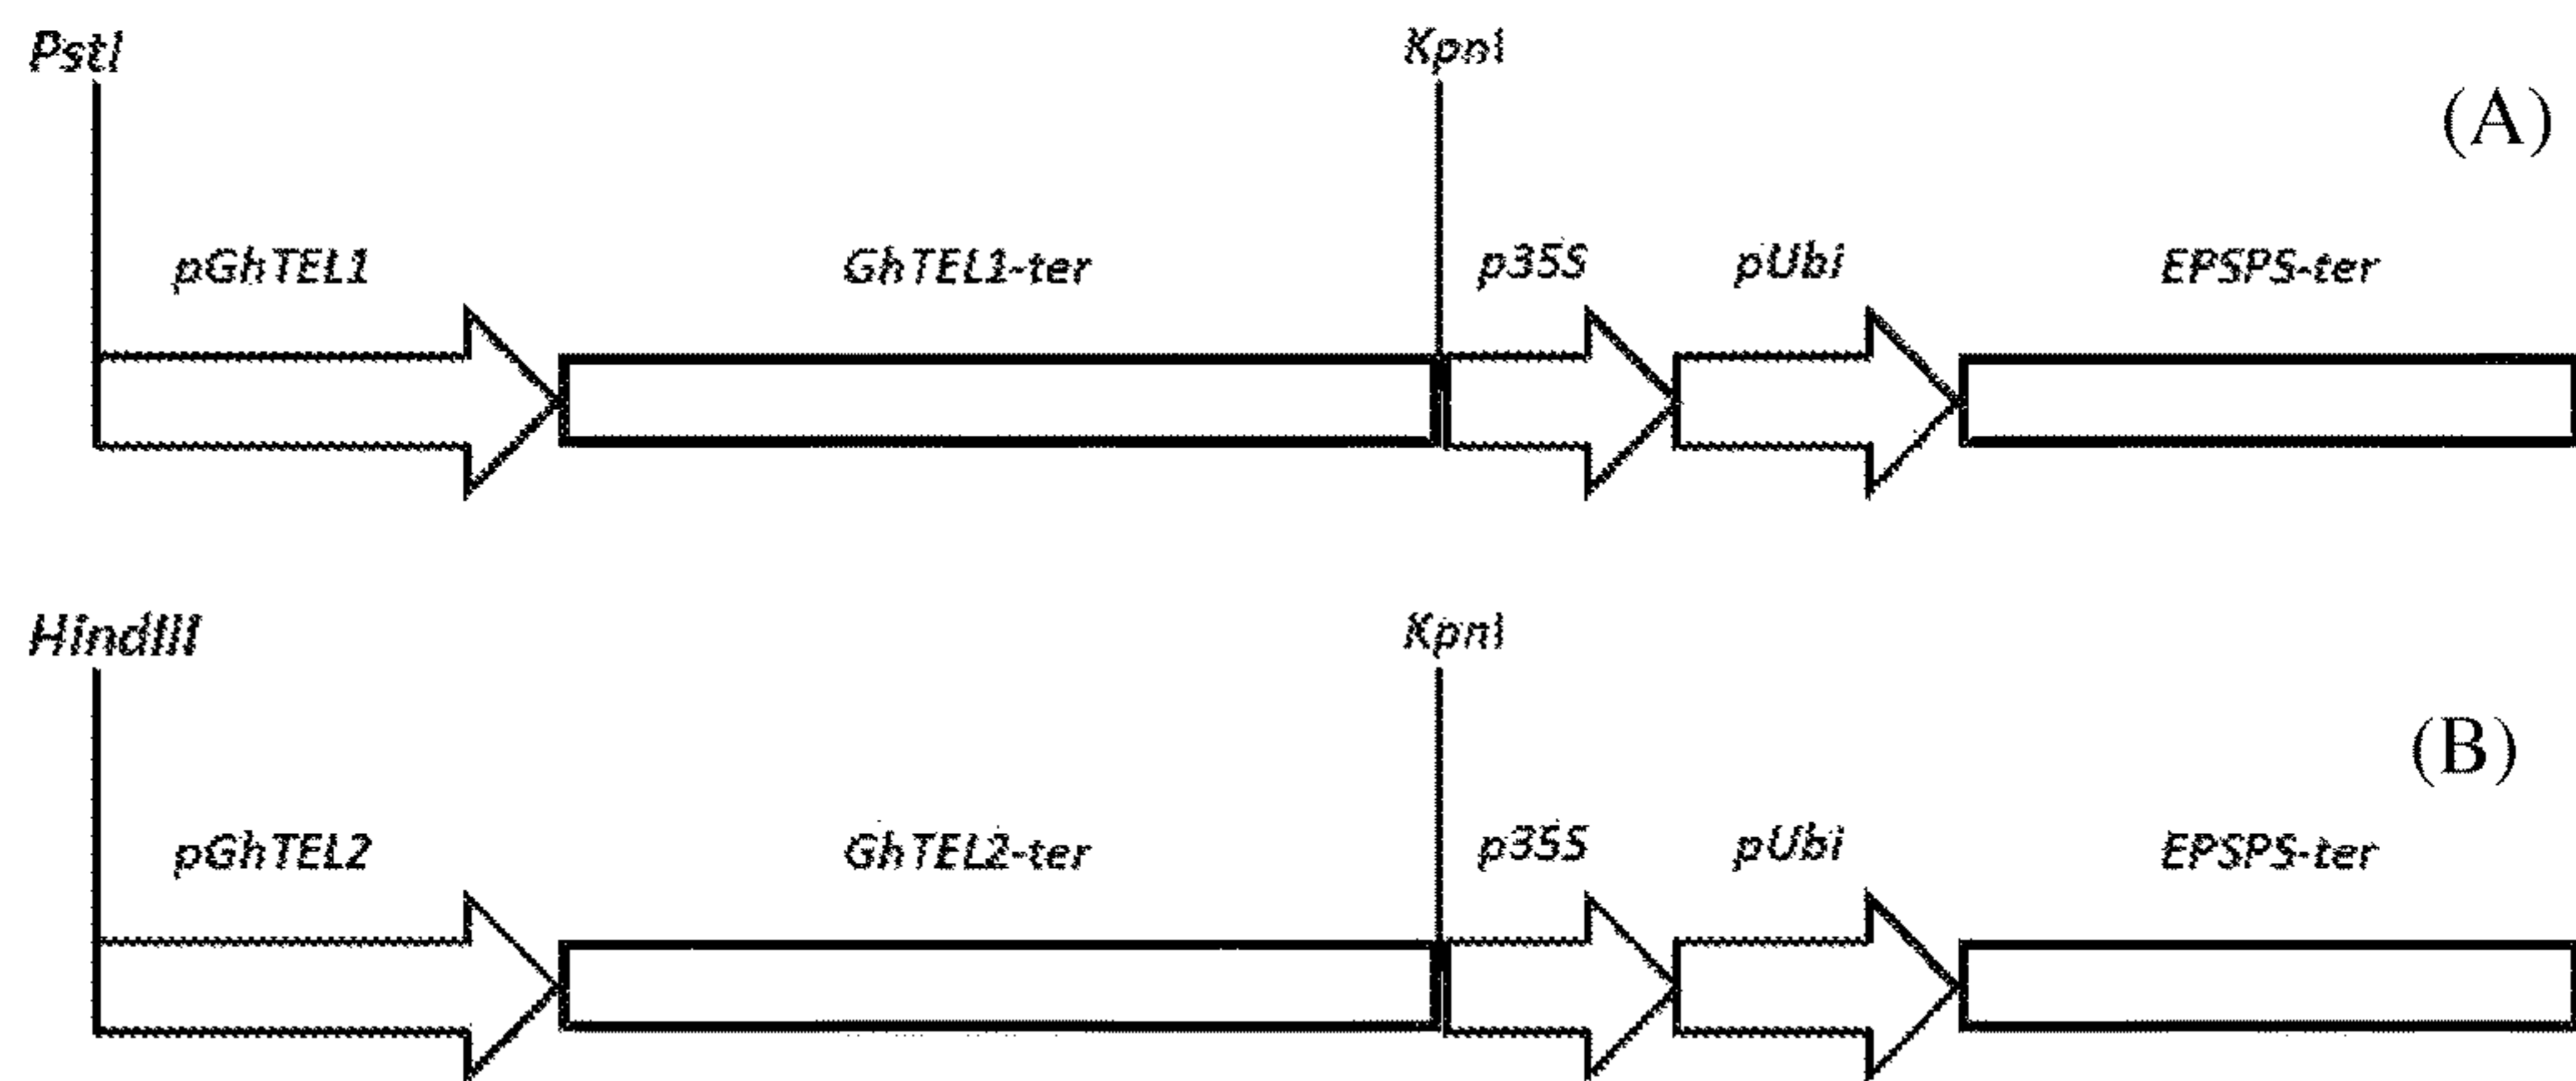 PstI KpnI
(A)
pGhTEL1 GhTEL1-ter p35S pUbi EPSPS-ter
HindIII KpnI
(B)
pGhTEL2 GhTEL2-ter p35S pUbi EPSPS-ter